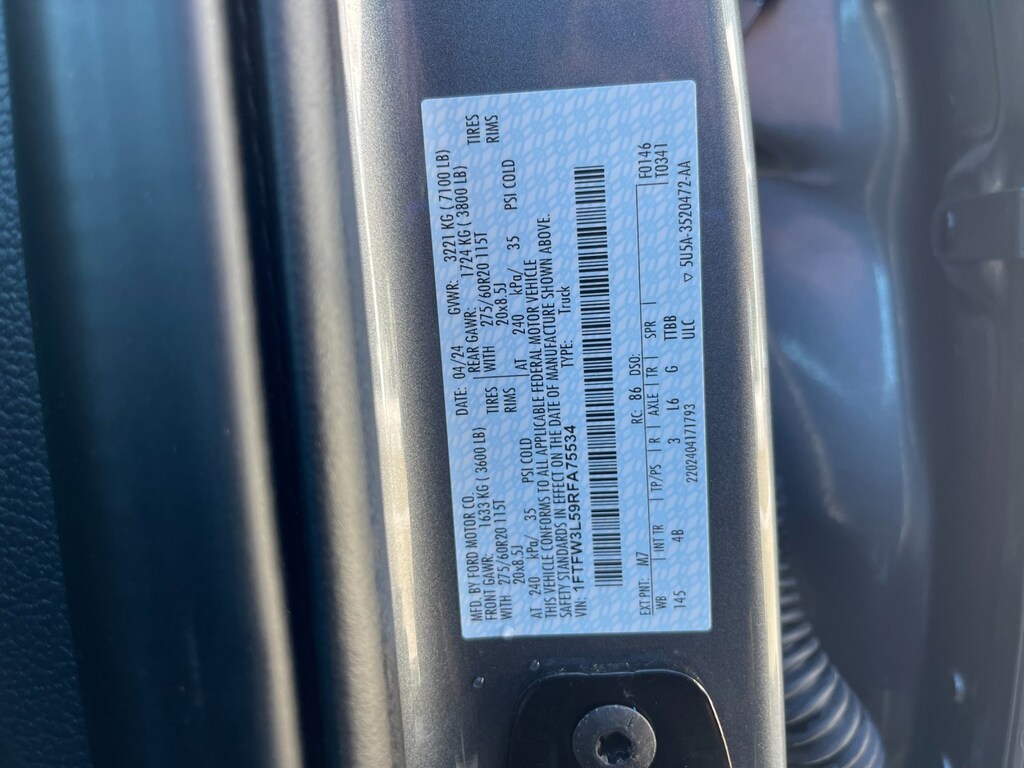 MFD. BY FORD MOTOR CO. DATE: 04/24 GVWR: 3221 KG ( 7100 LB)
FRONT GAWR: 1633 KG ( 3600 LB) REAR GAWR: 1724 KG ( 3800 LB)
WITH 275/60R20 115T TIRES WITH 275/60R20 115T TIRES
20x8.5J RIMS 20x8.5J RIMS
AT 240 kPa/ 35 PSI COLD AT 240 kPa/ 35 PSI COLD
THIS VEHICLE CONFORMS TO ALL APPLICABLE FEDERAL MOTOR VEHICLE
SAFETY STANDARDS IN EFFECT ON THE DATE OF MANUFACTURE SHOWN ABOVE.
VIN: 1FTFW3L59RFA75534 TYPE: Truck
EXT PNT: M7 RC: 86 DSO: F0146
WB INT TR TP/PS R AXLE TR SPR T0341
145 4B 3 L6 G TTBB
2202404171793 ULC 5U5A-3520472-AA